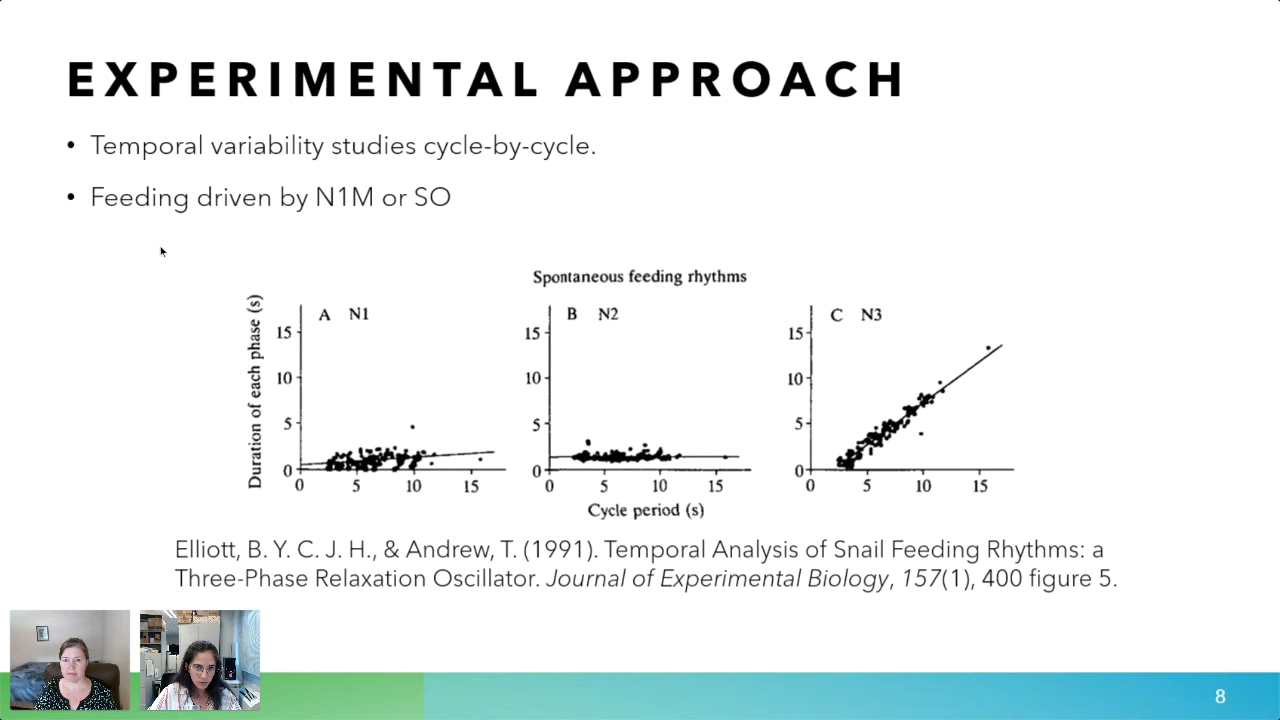 EXPERIMENTAL APPROACH
• Temporal variability studies cycle-by-cycle.
• Feeding driven by N1M or SO
Spontaneous feeding rhythms
Duration of each phase (s)
A N1
15
10
5
0
0 5 10 15
B N2
15
10
5
0
0 5 10 15
C N3
15
10
5
0
0 5 10 15
Cycle period (s)
Elliott, B. Y. C. J. H., & Andrew, T. (1991). Temporal Analysis of Snail Feeding Rhythms: a
Three-Phase Relaxation Oscillator. Journal of Experimental Biology, 157(1), 400 figure 5.
8